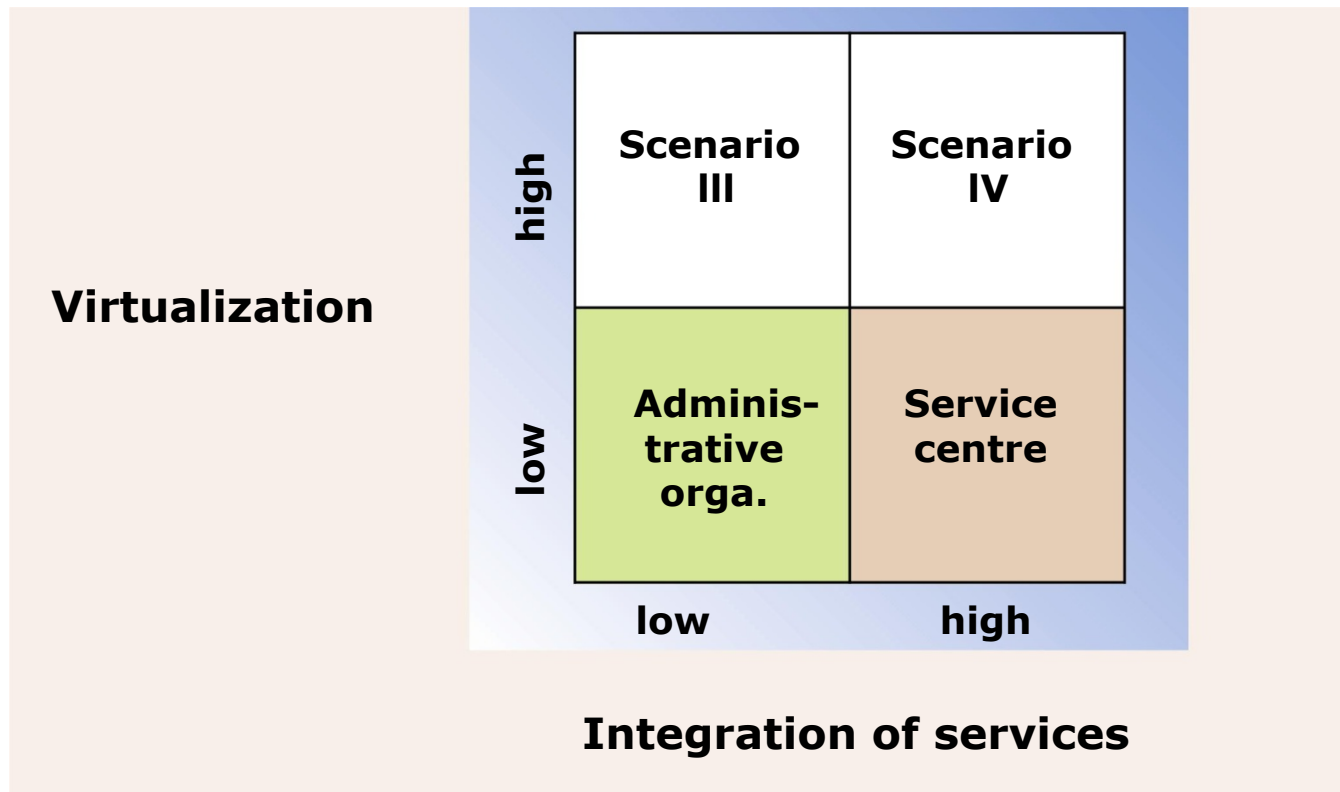 Scenario
III
Scenario
IV
high
Virtualization
Adminis-
trative
orga.
Service
centre
low
low
high
Integration of services